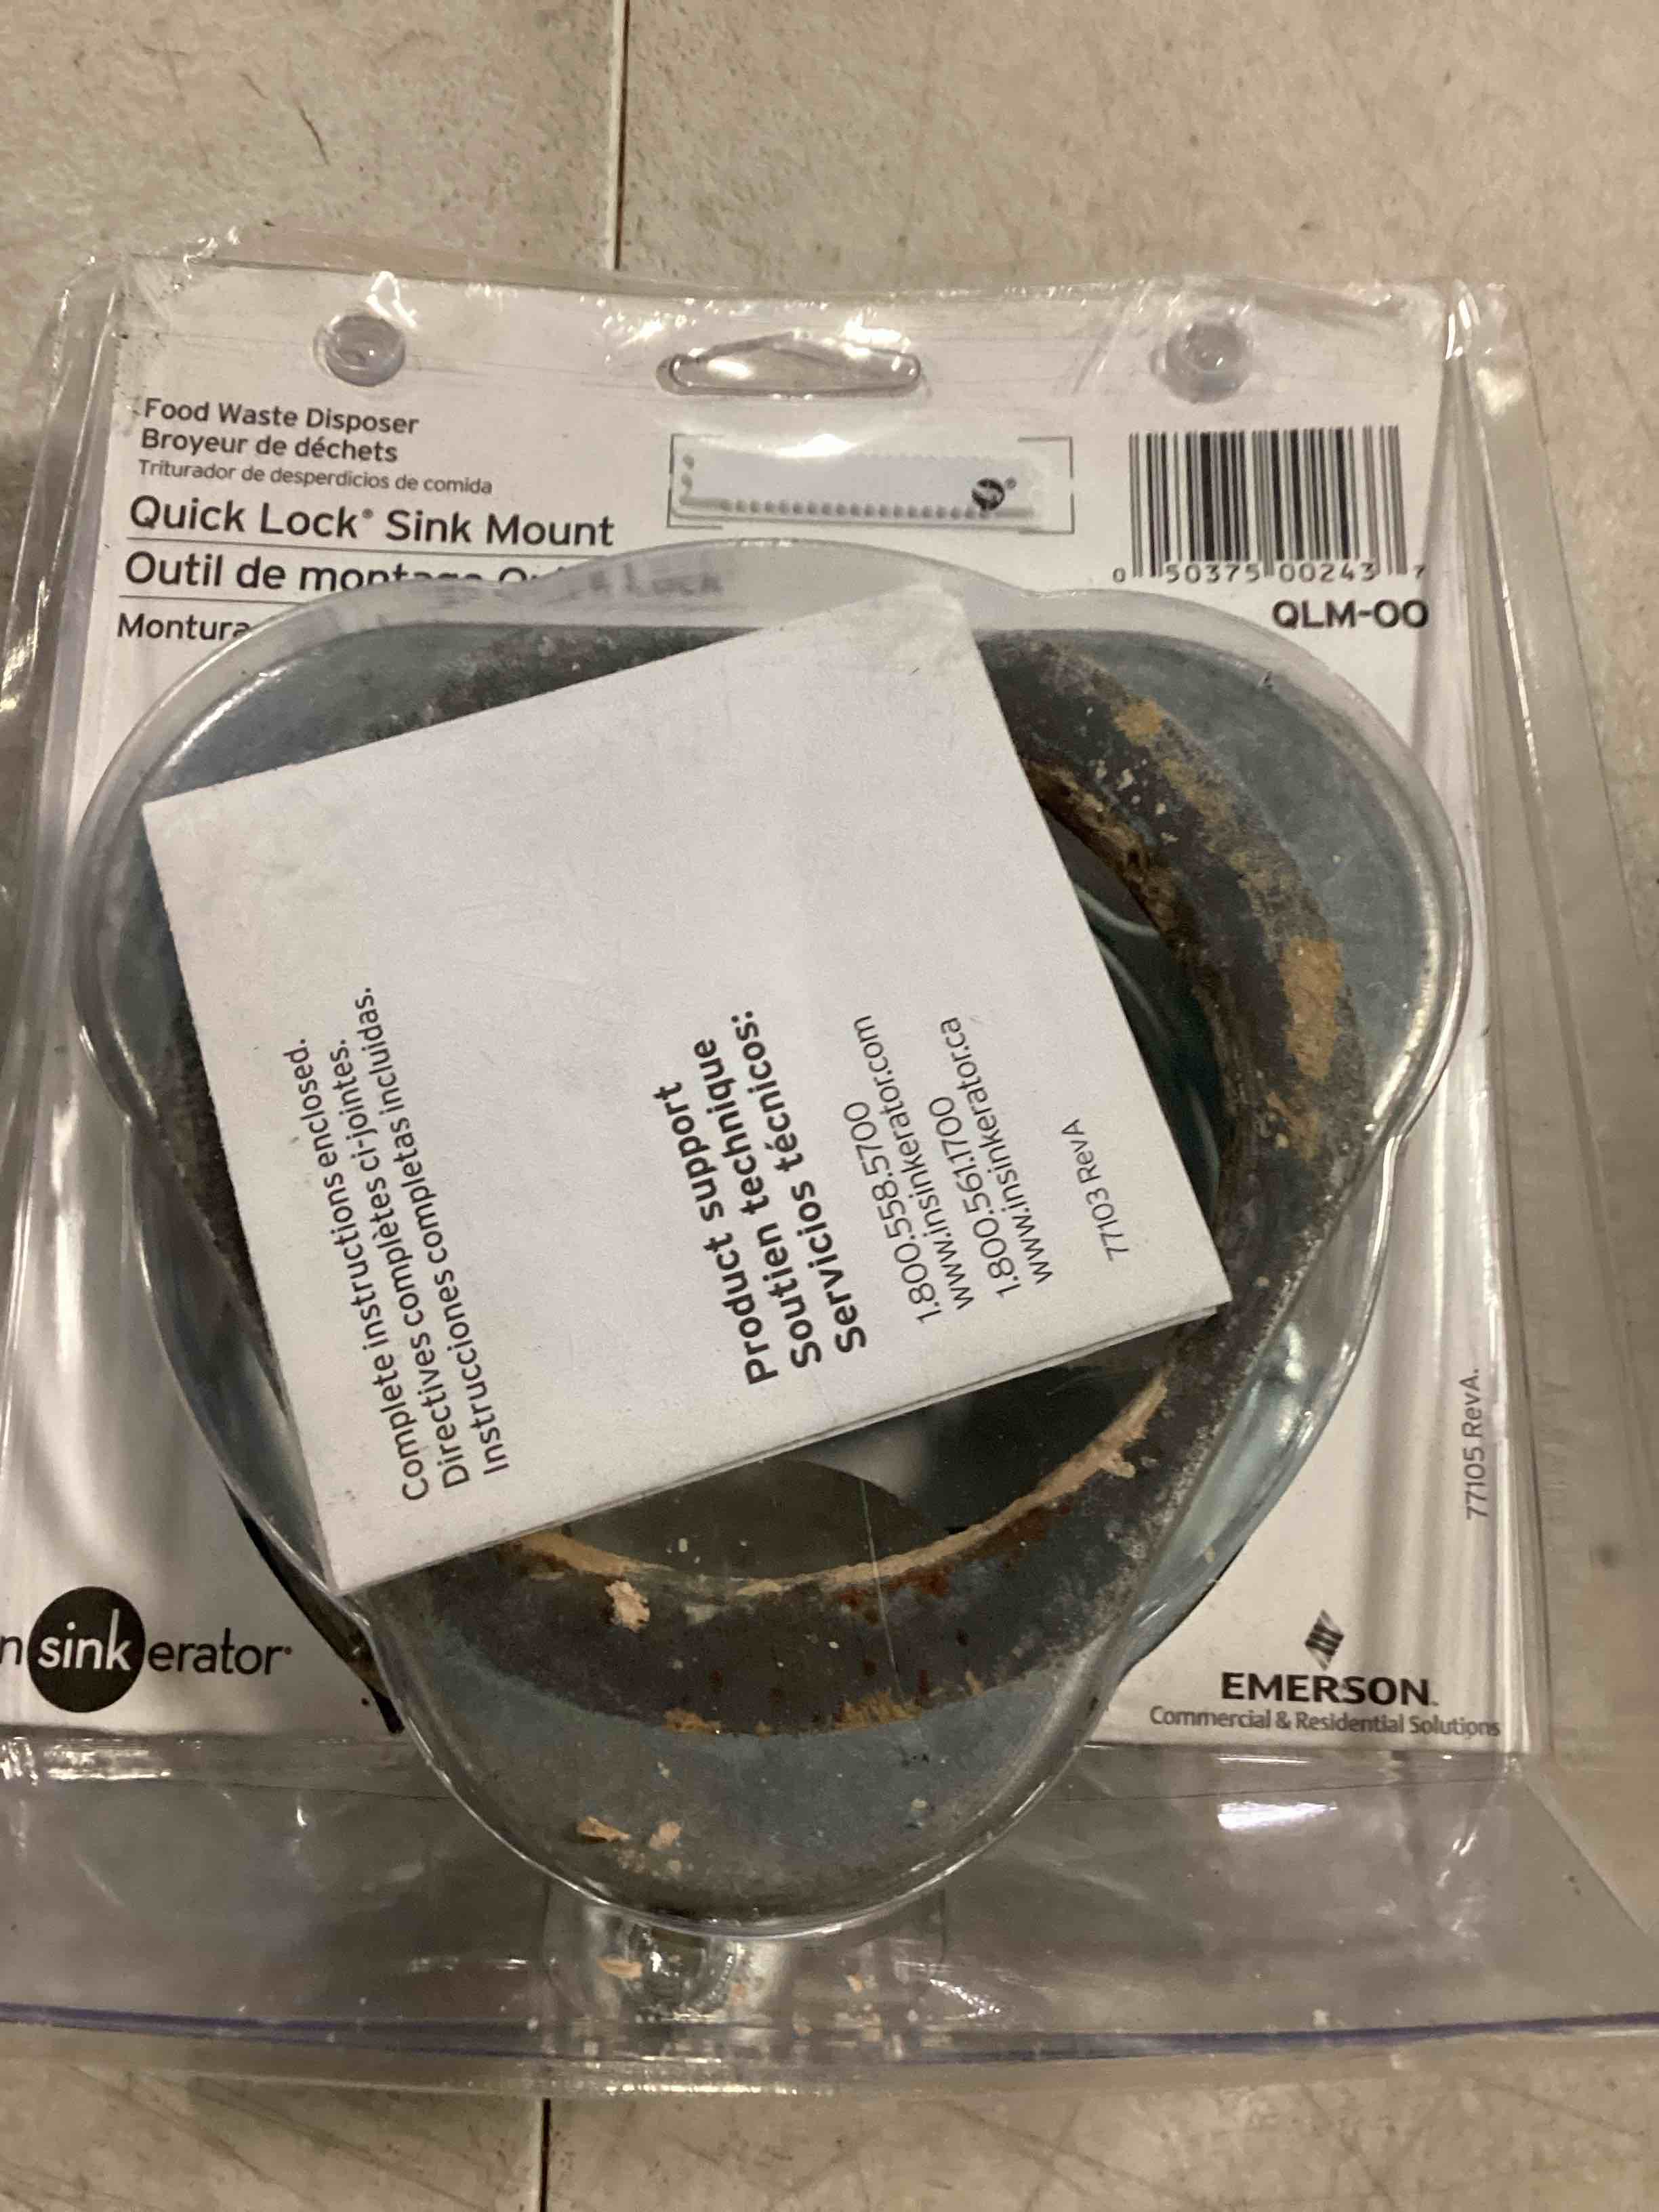 Food Waste Disposer
Broyeur de déchets
Triturador de desperdicios de comida
Quick Lock® Sink Mount
Outil de montage Quick Lock
Montura
0 50375 00243 7
QLM-00
Complete instructions enclosed.
Directives complètes ci-jointes.
Instrucciones completas incluidas.
Product support
Soutien technique
Servicios técnicos:
1.800.558.5700
www.insinkerator.com
1.800.561.1700
www.insinkerator.ca
77103 RevA
77105 RevA.
n sink erator
EMERSON™
Commercial & Residential Solutions